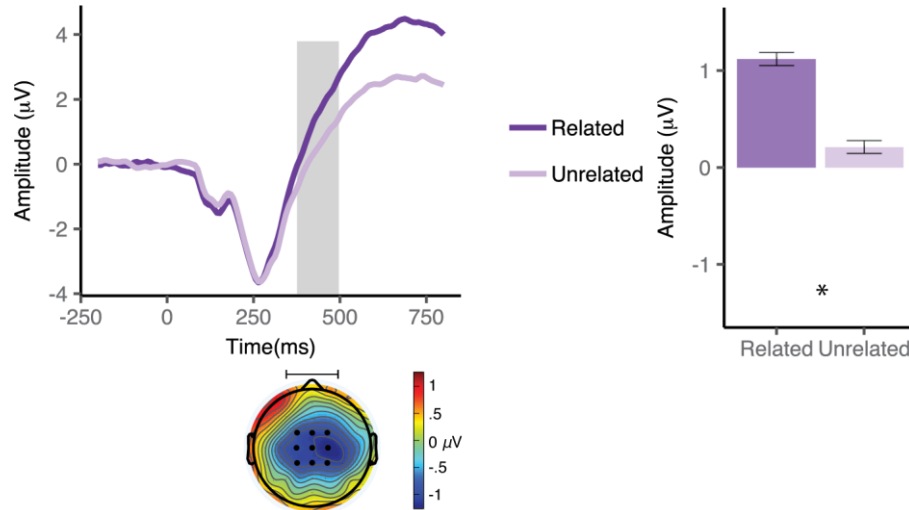 Amplitude (µV)
4
2
0
-2
-4
-250
0
250
500
750
Time(ms)
Related
Unrelated
Amplitude (µV)
1
0
-1
*
Related Unrelated
1
.5
0 µV
-.5
-1